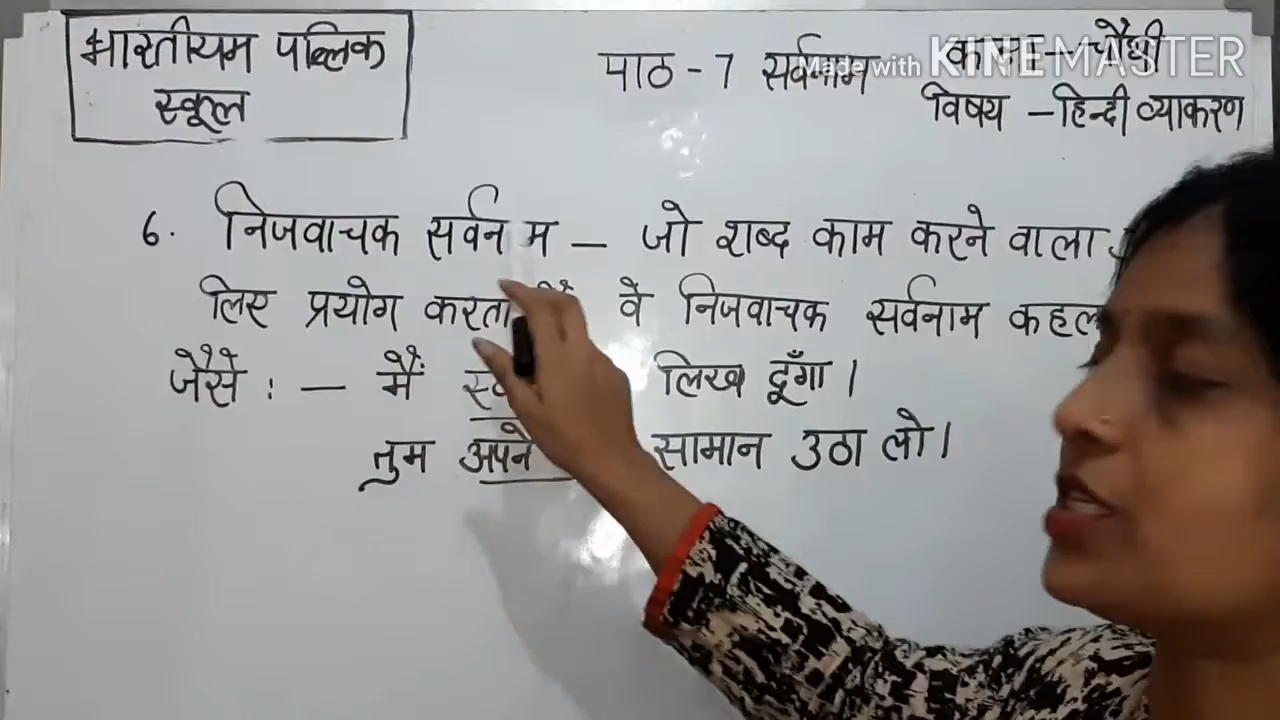 भारतीयम पब्लिक
स्कूल
पाठ - 7 सर्वनाम
कक्षा - चौथी
Made with KINEMASTER
विषय - हिन्दी व्याकरण
6. निजवाचक सर्वन म - जो शब्द काम करने वाला
लिए प्रयोग करता वे निजवाचक सर्वनाम
जैसे : - मैं लिख दूँगा।
तुम अपने सामान उठा लो।